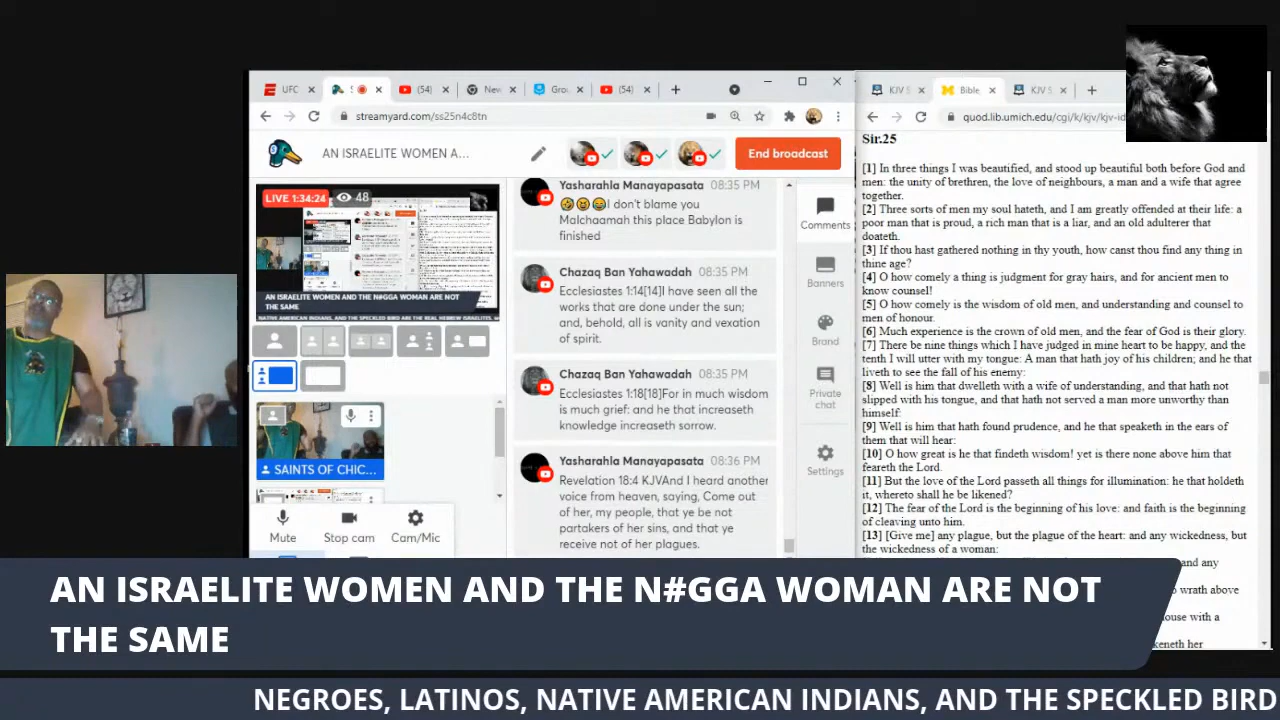 UFC
(54)
New
Gro
(54)
streamyard.com/ss25n4c8tn
AN ISRAELITE WOMEN A...
End broadcast
LIVE 1:34:24
48
AN ISRAELITE WOMEN AND THE N#GGA WOMAN ARE NOT
THE SAME
SAINTS OF CHIC...
Mute
Stop cam
Cam/Mic
Yasharahla Manayapasata 08:35 PM
🤣😆😂I don't blame you
Malchaamah this place Babylon is
finished
Chazaq Ban Yahawadah 08:35 PM
Ecclesiastes 1:14[14]I have seen all the
works that are done under the sun;
and, behold, all is vanity and vexation
of spirit.
Chazaq Ban Yahawadah 08:35 PM
Ecclesiastes 1:18[18]For in much wisdom
is much grief: and he that increaseth
knowledge increaseth sorrow.
Yasharahla Manayapasata 08:36 PM
Revelation 18:4 KJVAnd I heard another
voice from heaven, saying, Come out
of her, my people, that ye be not
partakers of her sins, and that ye
receive not of her plagues.
Comments
Banners
Brand
Private
chat
Settings
KJV S
Bible
KJV S
quod.lib.umich.edu/cgi/k/kjv/kjv-id
Sir.25
[1] In three things I was beautified, and stood up beautiful both before God and
men: the unity of brethren, the love of neighbours, a man and a wife that agree
together.
[2] Three sorts of men my soul hateth, and I am greatly offended at their life: a
poor man that is proud, a rich man that is a liar, and an old adulterer that
doateth.
[3] If thou hast gathered nothing in thy youth, how canst thou find any thing in
thine age?
[4] O how comely a thing is judgment for gray hairs, and for ancient men to
know counsel!
[5] O how comely is the wisdom of old men, and understanding and counsel to
men of honour.
[6] Much experience is the crown of old men, and the fear of God is their glory.
[7] There be nine things which I have judged in mine heart to be happy, and the
tenth I will utter with my tongue: A man that hath joy of his children; and he that
liveth to see the fall of his enemy:
[8] Well is him that dwelleth with a wife of understanding, and that hath not
slipped with his tongue, and that hath not served a man more unworthy than
himself:
[9] Well is him that hath found prudence, and he that speaketh in the ears of
them that will hear:
[10] O how great is he that findeth wisdom! yet is there none above him that
feareth the Lord.
[11] But the love of the Lord passeth all things for illumination: he that holdeth
it, whereto shall he be likened?
[12] The fear of the Lord is the beginning of his love: and faith is the beginning
of cleaving unto him.
[13] [Give me] any plague, but the plague of the heart: and any wickedness, but
the wickedness of a woman:
and any
wrath above
house with a
keneth her
AN ISRAELITE WOMEN AND THE N#GGA WOMAN ARE NOT
THE SAME
NEGROES, LATINOS, NATIVE AMERICAN INDIANS, AND THE SPECKLED BIRD